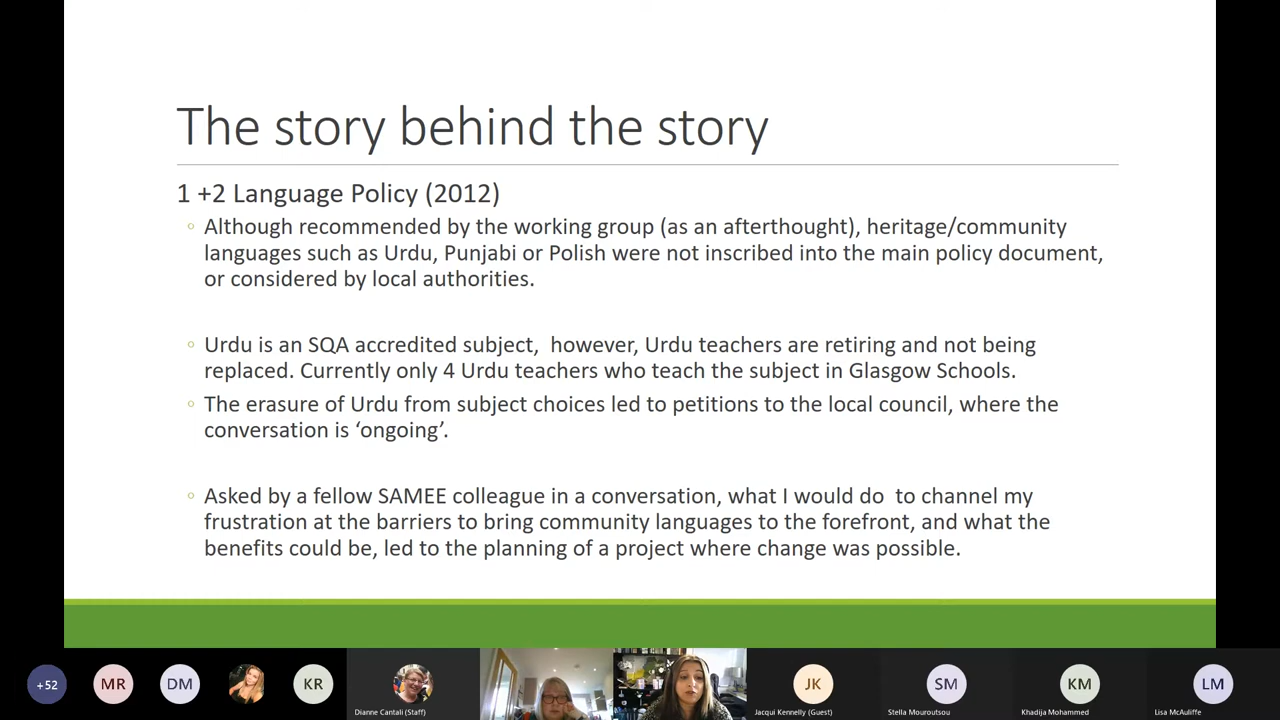 The story behind the story
1 +2 Language Policy (2012)
◦ Although recommended by the working group (as an afterthought), heritage/community
languages such as Urdu, Punjabi or Polish were not inscribed into the main policy document,
or considered by local authorities.
◦ Urdu is an SQA accredited subject,  however, Urdu teachers are retiring and not being
replaced. Currently only 4 Urdu teachers who teach the subject in Glasgow Schools.
◦ The erasure of Urdu from subject choices led to petitions to the local council, where the
conversation is ‘ongoing’.
◦ Asked by a fellow SAMEE colleague in a conversation, what I would do  to channel my
frustration at the barriers to bring community languages to the forefront, and what the
benefits could be, led to the planning of a project where change was possible.
+52 MR DM KR JK SM KM LM
Dianne Cantali (Staff) Jacqui Kennelly (Guest) Stella Mouroutsou Khadija Mohammed Lisa McAuliffe